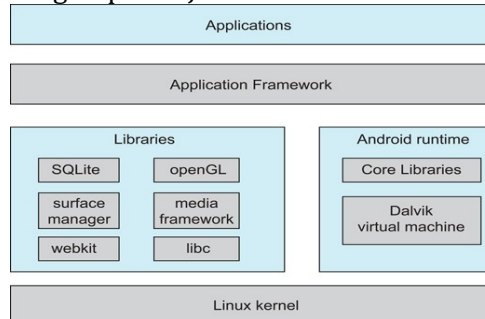 Applications
Application Framework
Libraries
Android runtime
SQLite
openGL
Core Libraries
surface
manager
media
framework
Dalvik
virtual machine
webkit
libc
Linux kernel